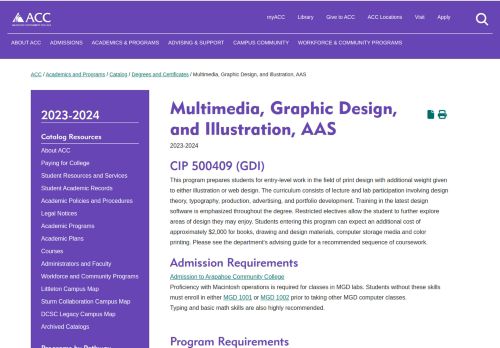 ACC
myACC Library Give to ACC ACC Locations Visit Apply
ABOUT ACC ADMISSIONS ACADEMICS & PROGRAMS ADVISING & SUPPORT CAMPUS COMMUNITY WORKFORCE & COMMUNITY PROGRAMS
ACC / Academics and Programs / Catalog / Degrees and Certificates / Multimedia, Graphic Design, and Illustration, AAS
2023-2024
Catalog Resources
About ACC
Paying for College
Student Resources and Services
Student Academic Records
Academic Policies and Procedures
Legal Notices
Academic Programs
Academic Plans
Courses
Administrators and Faculty
Workforce and Community Programs
Littleton Campus Map
Sturm Collaboration Campus Map
DCSC Legacy Campus Map
Archived Catalogs
Multimedia, Graphic Design,
and Illustration, AAS
2023-2024
CIP 500409 (GDI)
This program prepares students for entry-level work in the field of print design with additional weight given
to either illustration or web design. The curriculum consists of lecture and lab participation involving design
theory, typography, production, advertising, and portfolio development. Training in the latest design
software is emphasized throughout the degree. Restricted electives allow the student to further explore
areas of design they may enjoy. Students entering this program can expect an additional cost of
approximately $2,000 for books, drawing and design materials, computer storage media and color
printing. Please see the department's advising guide for a recommended sequence of coursework.
Admission Requirements
Admission to Arapahoe Community College
Proficiency with Macintosh operations is required for classes in MGD labs. Students without these skills
must enroll in either MGD 1001 or MGD 1002 prior to taking other MGD computer classes.
Typing and basic math skills are also highly recommended.
Program Requirements